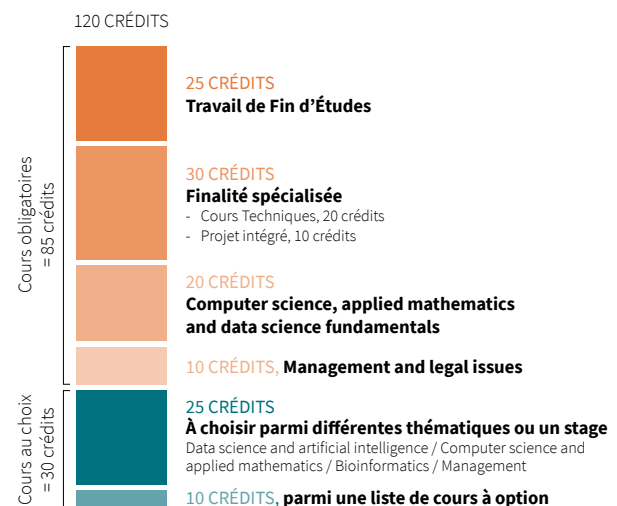 120 CRÉDITS
Cours obligatoires
= 85 crédits
25 CRÉDITS
Travail de Fin d’Études
30 CRÉDITS
Finalité spécialisée
- Cours Techniques, 20 crédits
- Projet intégré, 10 crédits
20 CRÉDITS
Computer science, applied mathematics
and data science fundamentals
10 CRÉDITS, Management and legal issues
Cours au choix
= 30 crédits
25 CRÉDITS
À choisir parmi différentes thématiques ou un stage
Data science and artificial intelligence / Computer science and
applied mathematics / Bioinformatics / Management
10 CRÉDITS, parmi une liste de cours à option